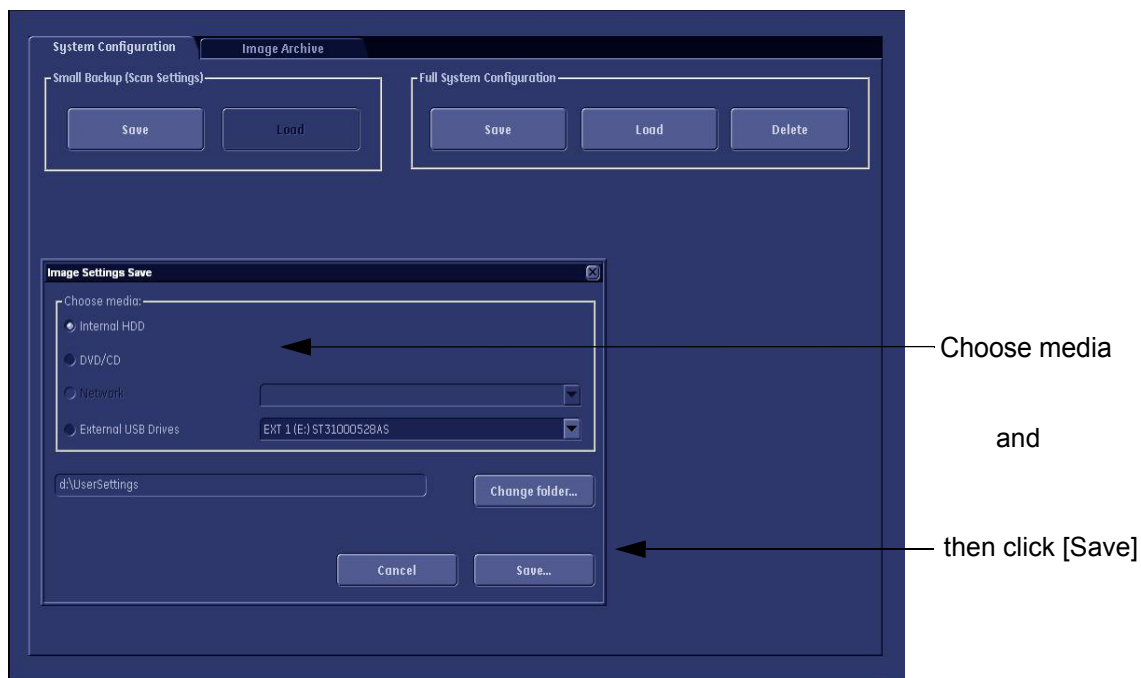 System Configuration
Image Archive
Small Backup (Scan Settings)
Full System Configuration
Save
Load
Save
Load
Delete
Image Settings Save
Choose media:
Internal HDD
DVD/CD
Network
External USB Drives
EXT 1 (E:) ST31000528AS
d:\UserSettings
Change folder...
Cancel
Save...
Choose media
and
then click [Save]